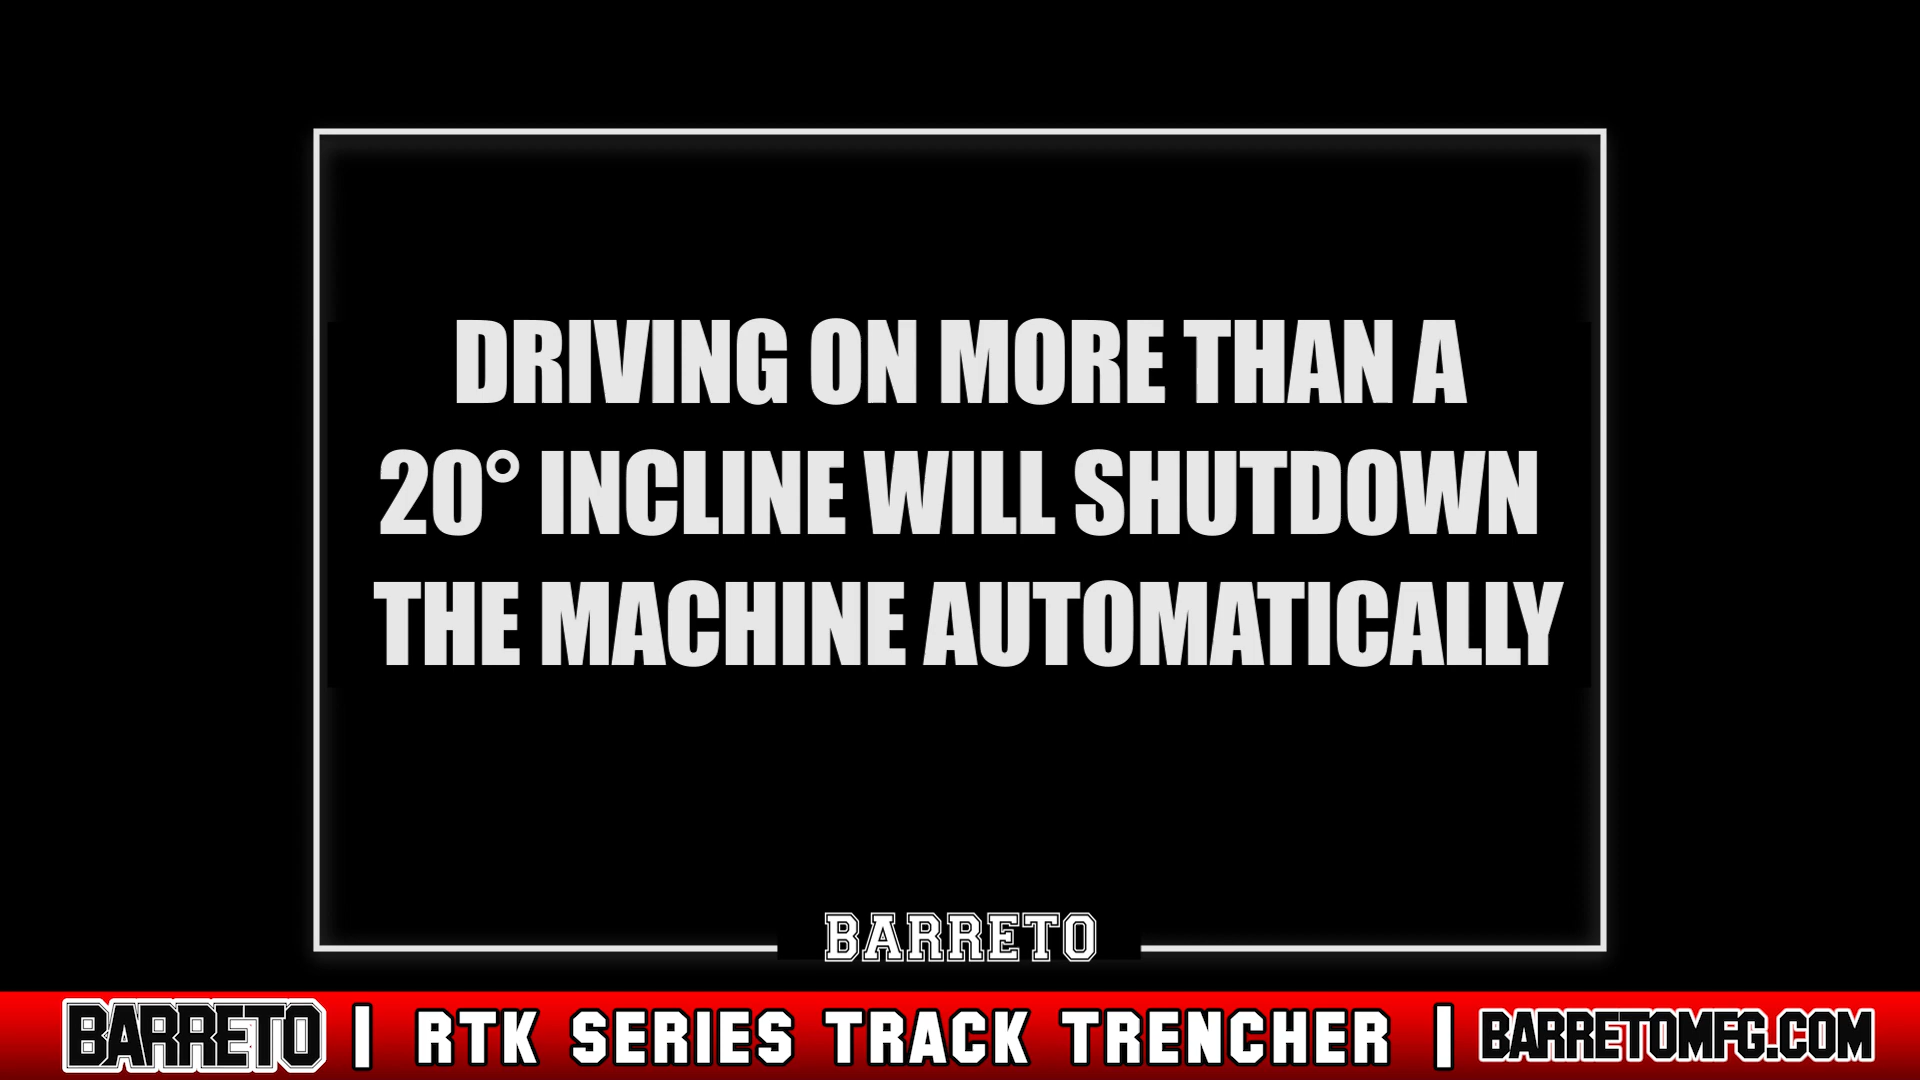 DRIVING ON MORE THAN A
20° INCLINE WILL SHUTDOWN
THE MACHINE AUTOMATICALLY
BARRETO
BARRETO | RTK SERIES TRACK TRENCHER | BARRETOMFG.COM